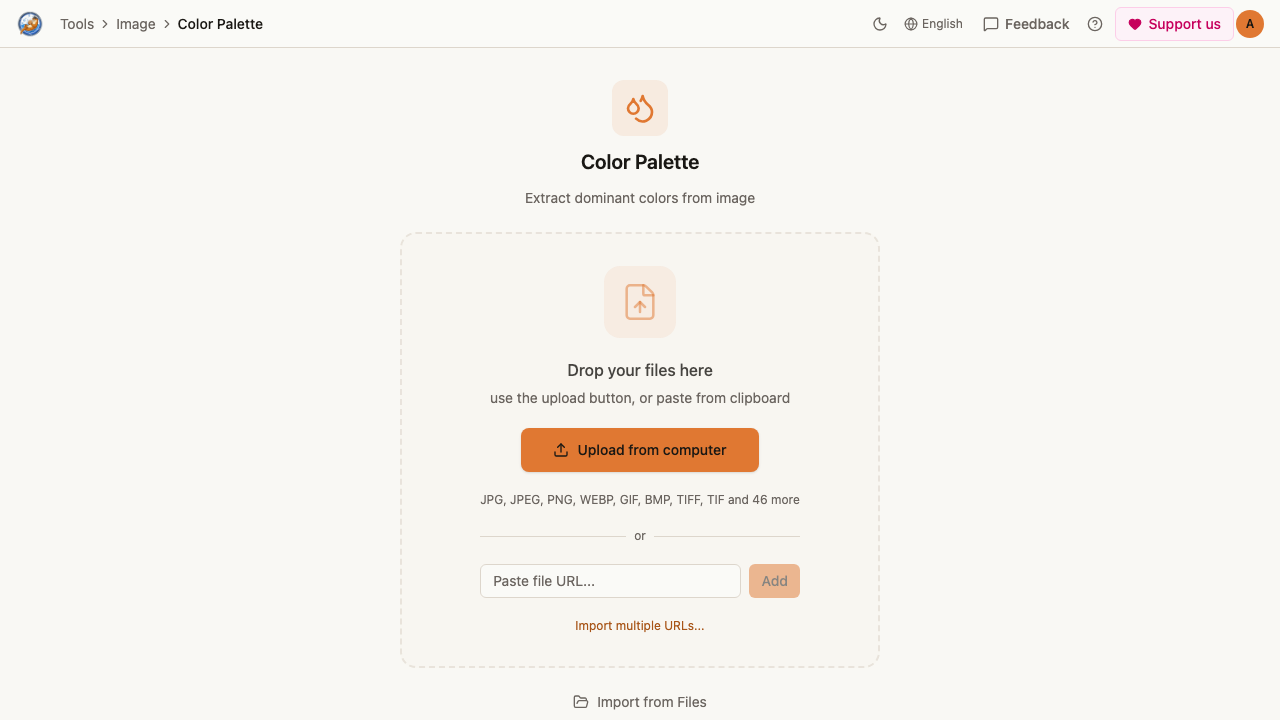 Tools > Image > Color Palette
English
Feedback
Support us
A
Color Palette
Extract dominant colors from image
Drop your files here
use the upload button, or paste from clipboard
Upload from computer
JPG, JPEG, PNG, WEBP, GIF, BMP, TIFF, TIF and 46 more
or
Paste file URL...
Add
Import multiple URLs...
Import from Files